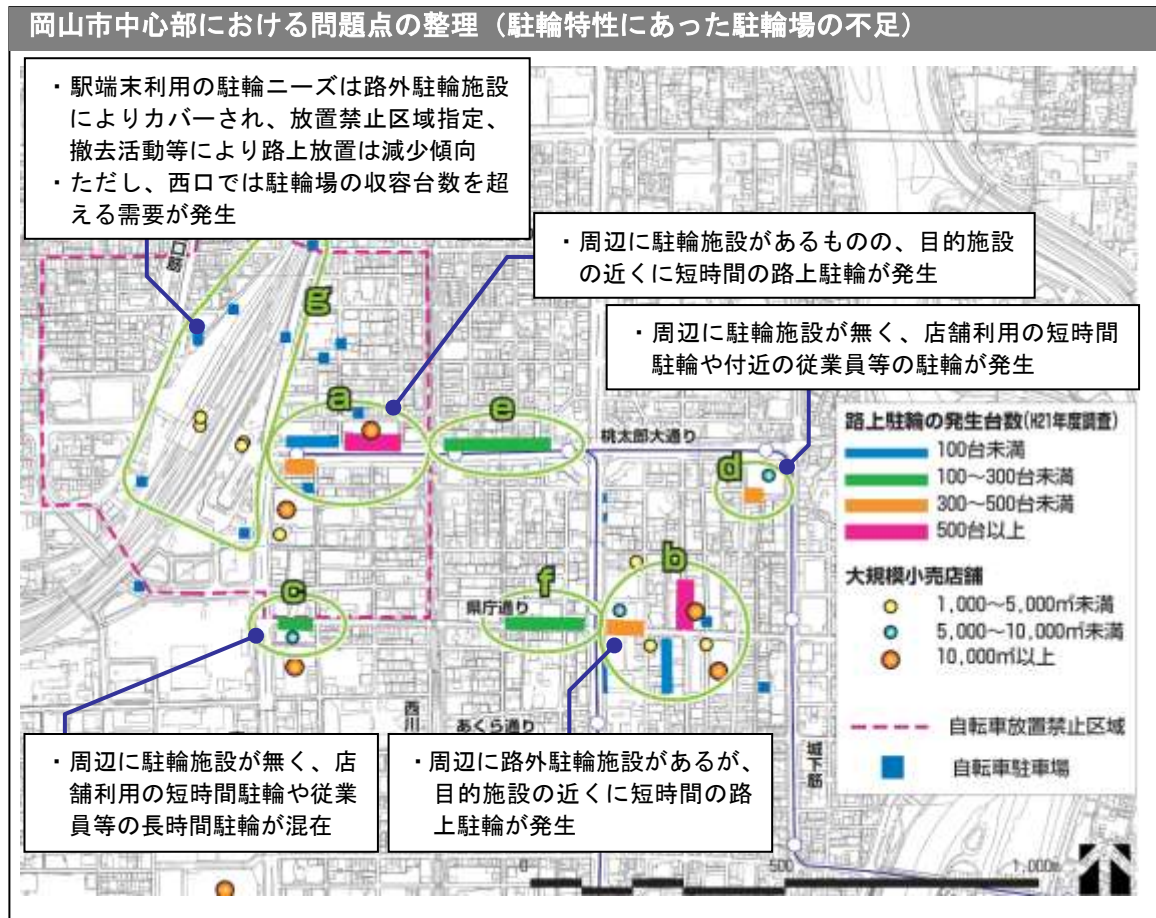 岡山市中心部における問題点の整理（駐輪特性にあった駐輪場の不足）
・駅端末利用の駐輪ニーズは路外駐輪施設
によりカバーされ、放置禁止区域指定、
撤去活動等により路上放置は減少傾向
・ただし、西口では駐輪場の収容台数を超
える需要が発生
・周辺に駐輪施設があるものの、目的施設
の近くに短時間の路上駐輪が発生
・周辺に駐輪施設が無く、店舗利用の短時間
駐輪や付近の従業員等の駐輪が発生
口筋
g
a
e
桃太郎大通り
d
c
f
b
県庁通り
西川
あくら通り
城下筋
路上駐輪の発生台数(H21年度調査)
100台未満
100～300台未満
300～500台未満
500台以上
大規模小売店舗
1,000～5,000㎡未満
5,000～10,000㎡未満
10,000㎡以上
自転車放置禁止区域
自転車駐車場
・周辺に駐輪施設が無く、店
舗利用の短時間駐輪や従業
員等の長時間駐輪が混在
・周辺に路外駐輪施設があるが、
目的施設の近くに短時間の路
上駐輪が発生
0
500
1,000m